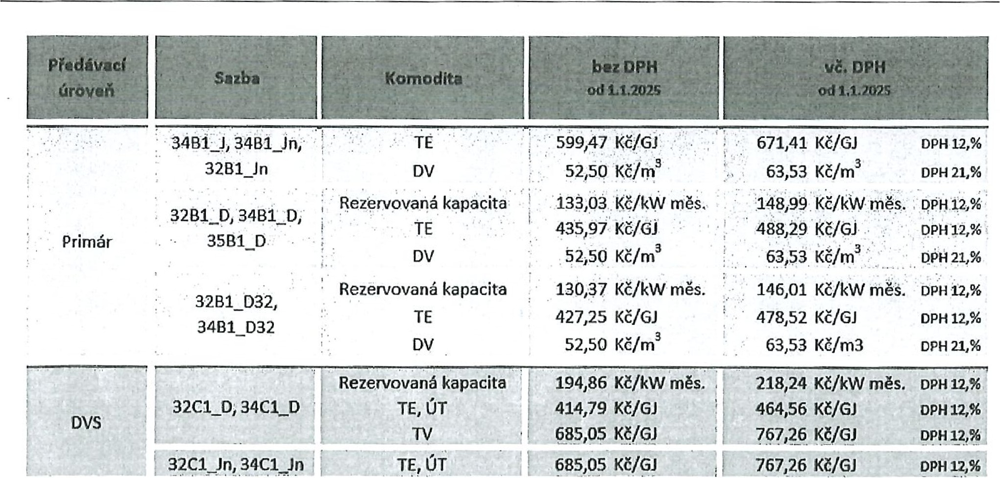 Předávací úroveň Sazba Komodita bez DPH od 1.1.2025 vč. DPH od 1.1.2025
34B1_J, 34B1_Jn, TE 599,47 Kč/GJ 671,41 Kč/GJ DPH 12,%
32B1_Jn DV 52,50 Kč/m³ 63,53 Kč/m³ DPH 21,%
Rezervovaná kapacita 133,03 Kč/kW měs. 148,99 Kč/kW měs. DPH 12,%
32B1_D, 34B1_D, TE 435,97 Kč/GJ 488,29 Kč/GJ DPH 12,%
Primár 35B1_D DV 52,50 Kč/m³ 63,53 Kč/m³ DPH 21,%
Rezervovaná kapacita 130,37 Kč/kW měs. 146,01 Kč/kW měs. DPH 12,%
32B1_D32, TE 427,25 Kč/GJ 478,52 Kč/GJ DPH 12,%
34B1_D32 DV 52,50 Kč/m³ 63,53 Kč/m3 DPH 21,%
Rezervovaná kapacita 194,86 Kč/kW měs. 218,24 Kč/kW měs. DPH 12,%
DVS 32C1_D, 34C1_D TE, ÚT 414,79 Kč/GJ 464,56 Kč/GJ DPH 12,%
TV 685,05 Kč/GJ 767,26 Kč/GJ DPH 12,%
32C1_Jn, 34C1_Jn TE, ÚT 685,05 Kč/GJ 767,26 Kč/GJ DPH 12,%